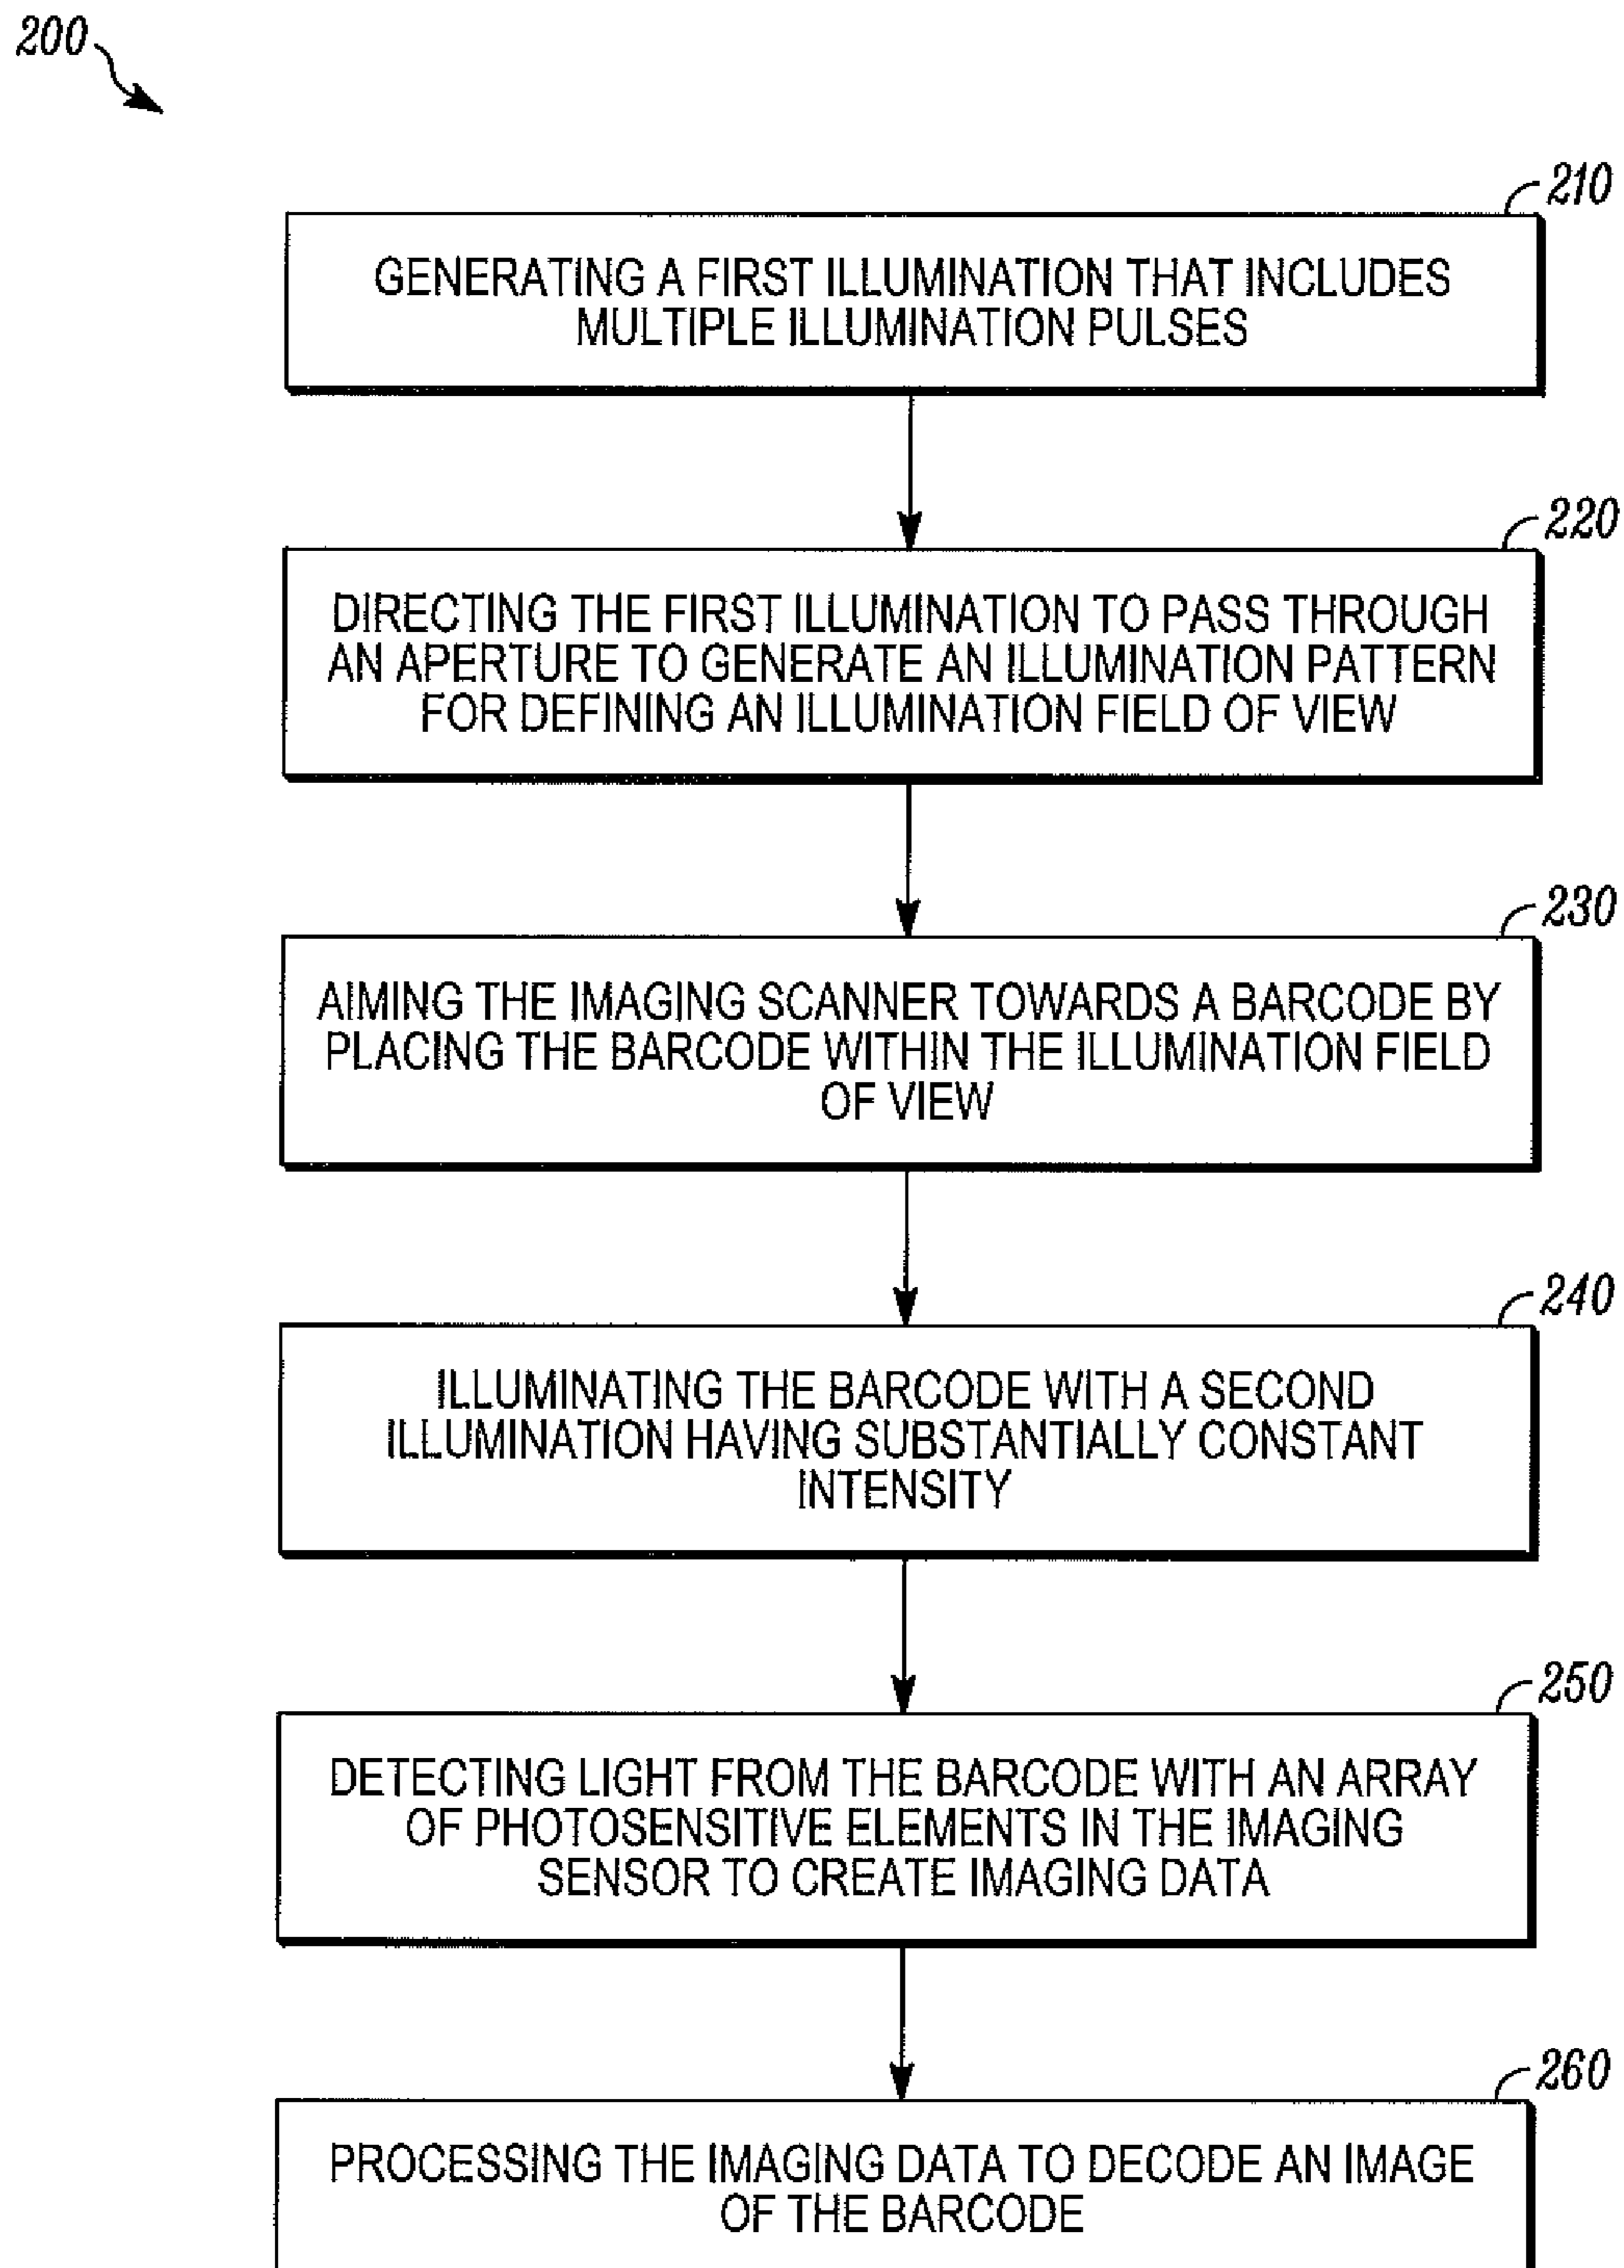 200
210
GENERATING A FIRST ILLUMINATION THAT INCLUDES
MULTIPLE ILLUMINATION PULSES
220
DIRECTING THE FIRST ILLUMINATION TO PASS THROUGH
AN APERTURE TO GENERATE AN ILLUMINATION PATTERN
FOR DEFINING AN ILLUMINATION FIELD OF VIEW
230
AIMING THE IMAGING SCANNER TOWARDS A BARCODE BY
PLACING THE BARCODE WITHIN THE ILLUMINATION FIELD
OF VIEW
240
ILLUMINATING THE BARCODE WITH A SECOND
ILLUMINATION HAVING SUBSTANTIALLY CONSTANT
INTENSITY
250
DETECTING LIGHT FROM THE BARCODE WITH AN ARRAY
OF PHOTOSENSITIVE ELEMENTS IN THE IMAGING
SENSOR TO CREATE IMAGING DATA
260
PROCESSING THE IMAGING DATA TO DECODE AN IMAGE
OF THE BARCODE